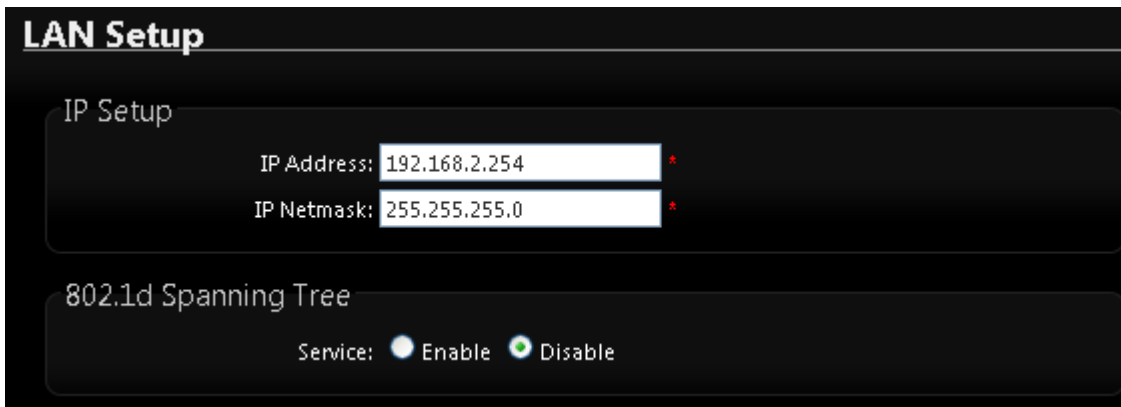 LAN Setup
IP Setup
IP Address: 192.168.2.254 *
IP Netmask: 255.255.255.0 *
802.1d Spanning Tree
Service: Enable Disable